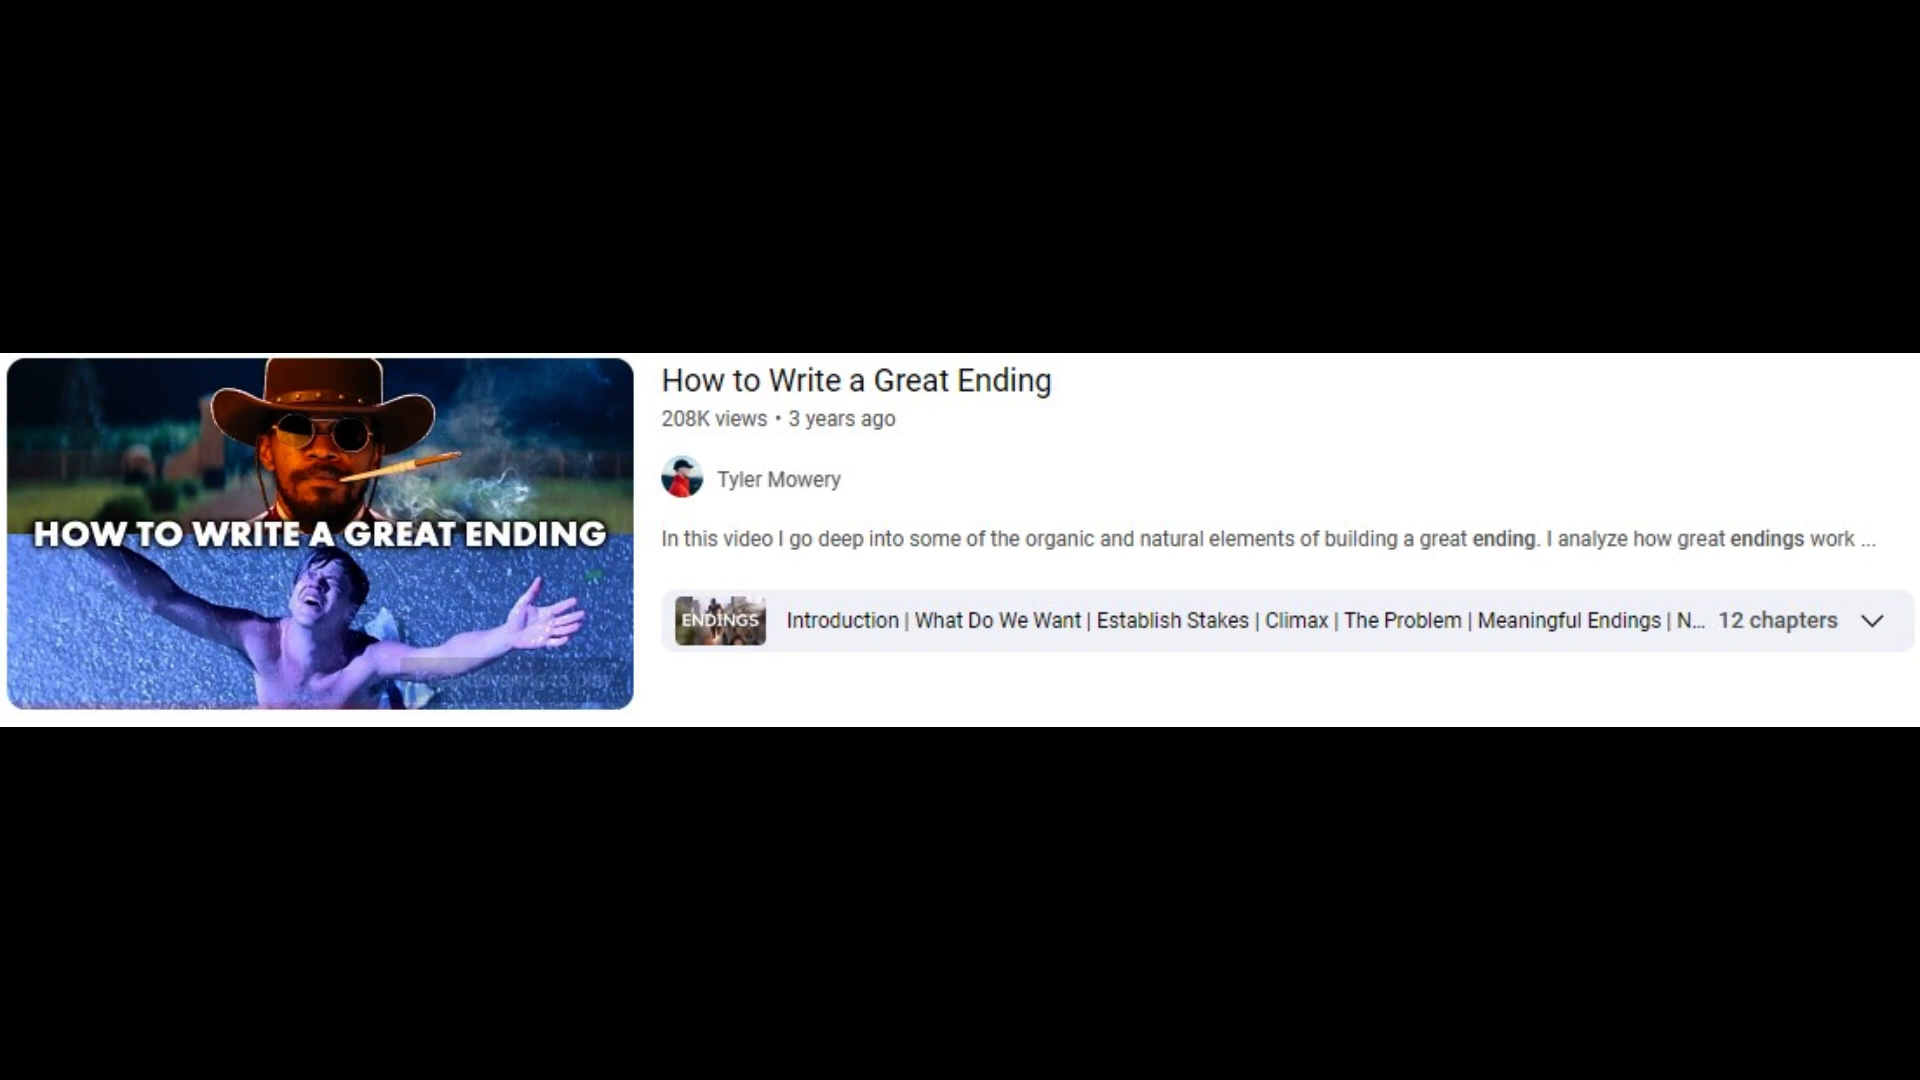 HOW TO WRITE A GREAT ENDING
How to Write a Great Ending
208K views • 3 years ago
Tyler Mowery
In this video I go deep into some of the organic and natural elements of building a great ending. I analyze how great endings work ...
ENDINGS
Introduction | What Do We Want | Establish Stakes | Climax | The Problem | Meaningful Endings | N... 12 chapters